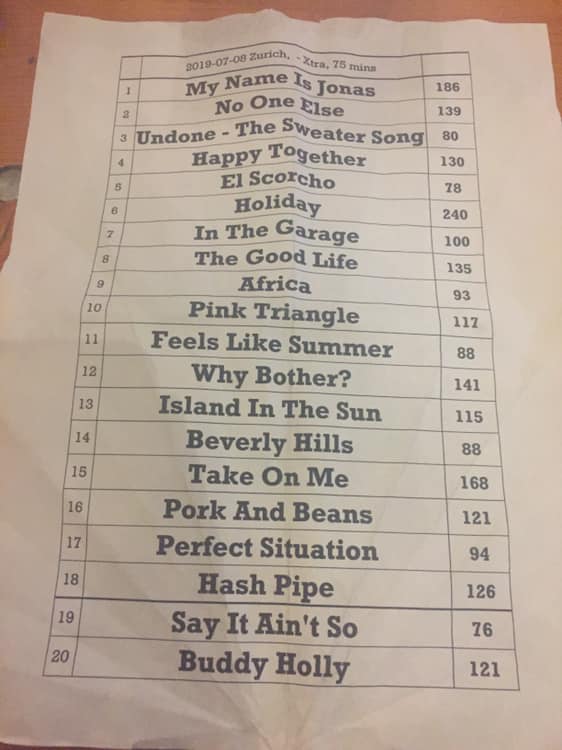 2019-07-08 Zurich, - Xtra, 75 mins
1 My Name Is Jonas 186
2 No One Else 139
3 Undone - The Sweater Song 80
4 Happy Together 130
5 El Scorcho 78
6 Holiday 240
7 In The Garage 100
8 The Good Life 135
9 Africa 93
10 Pink Triangle 117
11 Feels Like Summer 88
12 Why Bother? 141
13 Island In The Sun 115
14 Beverly Hills 88
15 Take On Me 168
16 Pork And Beans 121
17 Perfect Situation 94
18 Hash Pipe 126
19 Say It Ain't So 76
20 Buddy Holly 121